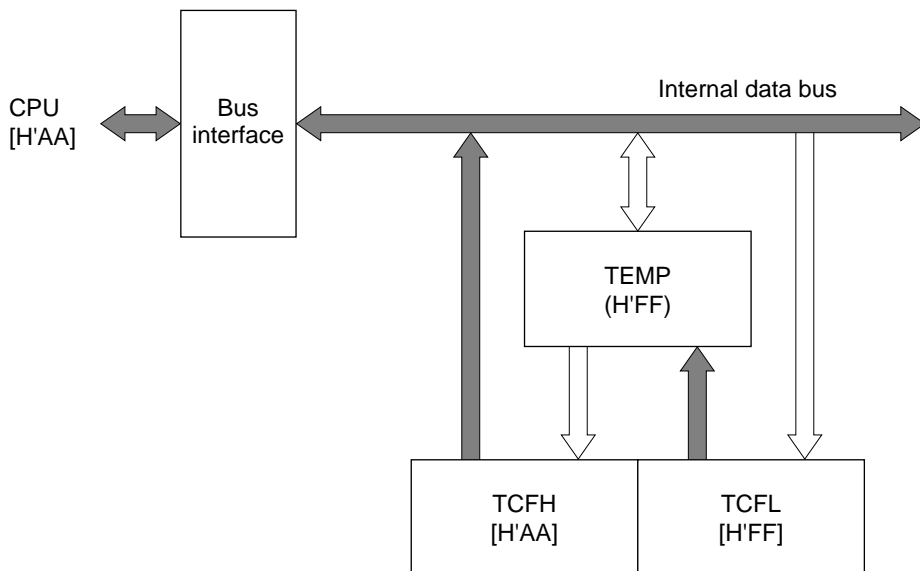 Internal data bus
CPU
[H'AA]
Bus
interface
TEMP
(H'FF)
TCFH
[H'AA]
TCFL
[H'FF]